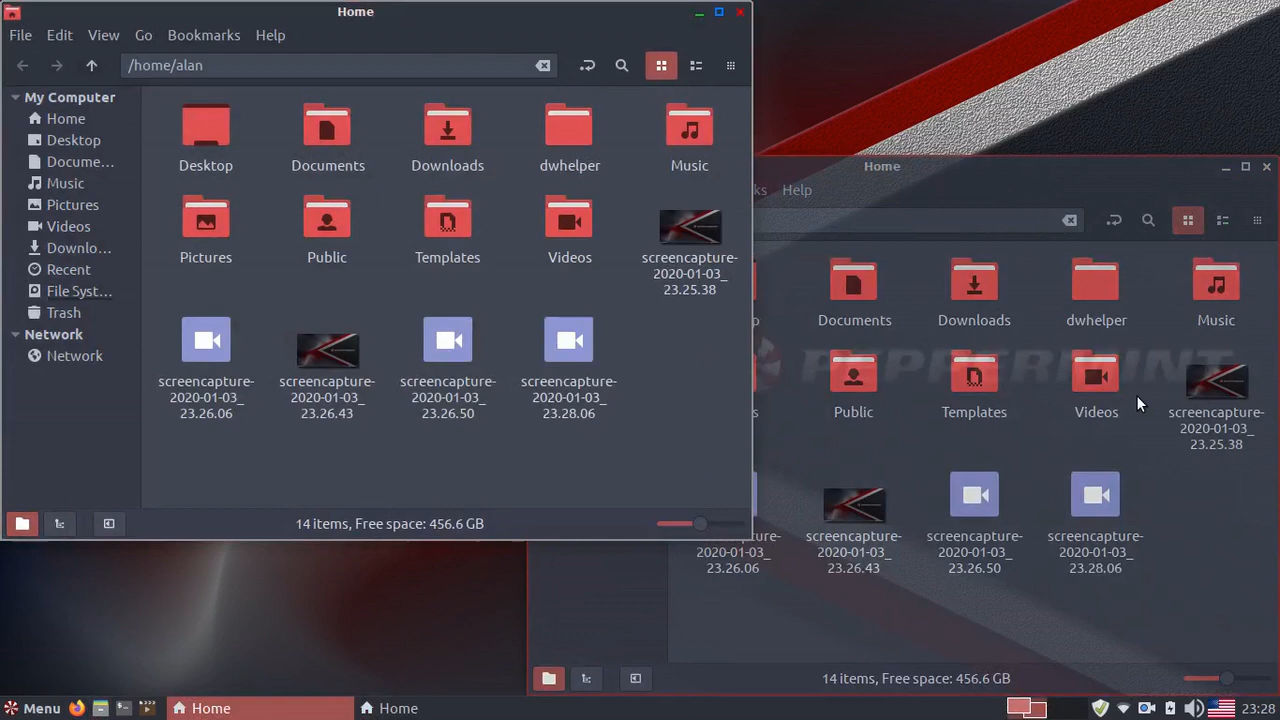 Home
File Edit View Go Bookmarks Help
/home/alan
My Computer
Home
Desktop
Docume...
Music
Pictures
Videos
Downlo...
Recent
File Syst...
Trash
Network
Network
Desktop Documents Downloads dwhelper Music
Pictures Public Templates Videos screencapture-
2020-01-03_
23.25.38
screencapture- screencapture- screencapture- screencapture-
2020-01-03_ 2020-01-03_ 2020-01-03_ 2020-01-03_
23.26.06 23.26.43 23.26.50 23.28.06
14 items, Free space: 456.6 GB
Home
Help
Documents Downloads dwhelper Music
PEPPERMINT
Public Templates Videos screencapture-
2020-01-03_
23.25.38
screencapture- screencapture- screencapture-
2020-01-03_ 2020-01-03_ 2020-01-03_
23.26.06 23.26.43 23.26.50 23.28.06
14 items, Free space: 456.6 GB
Menu Home Home 23:28